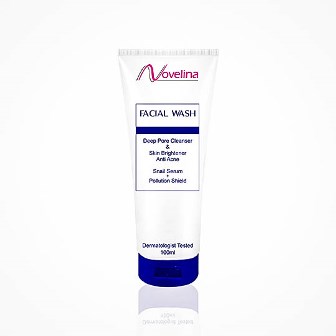 Novelina
FACIAL WASH
Deep Pore Cleanser
&
Skin Brightener
Anti Acne
Snail Serum
+
Pollution Shield
Dermatologist Tested
100ml